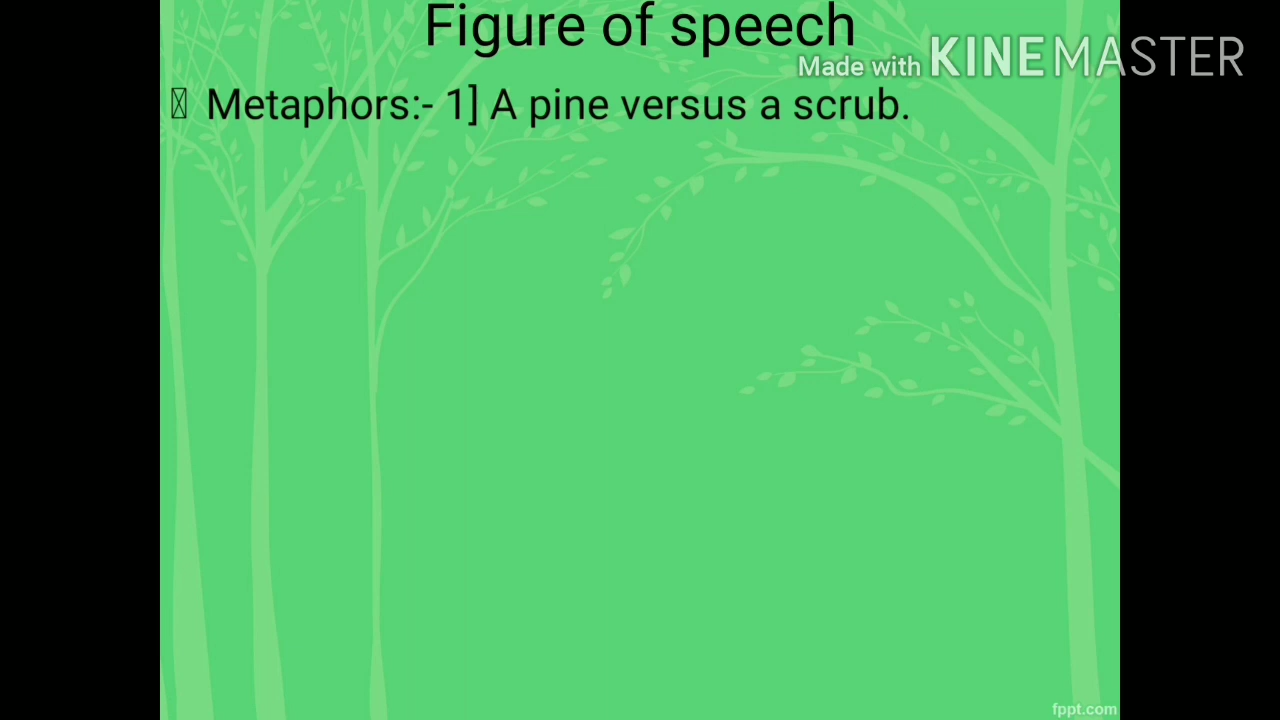 Figure of speech
Made with KINEMASTER
Metaphors:- 1] A pine versus a scrub.
fppt.com